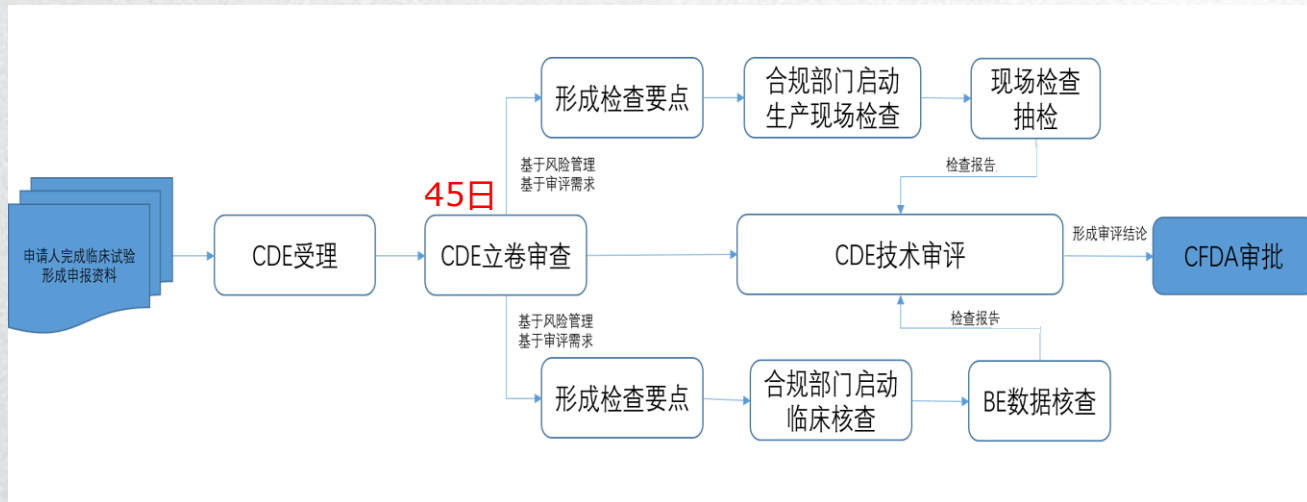 形成检查要点
合规部门启动
生产现场检查
现场检查
抽检
基于风险管理
基于审评需求
检查报告
45日
申请人完成临床试验
形成申报资料
CDE受理
CDE立卷审查
CDE技术审评
形成审评结论
CFDA审批
基于风险管理
基于审评需求
检查报告
形成检查要点
合规部门启动
临床核查
BE数据核查